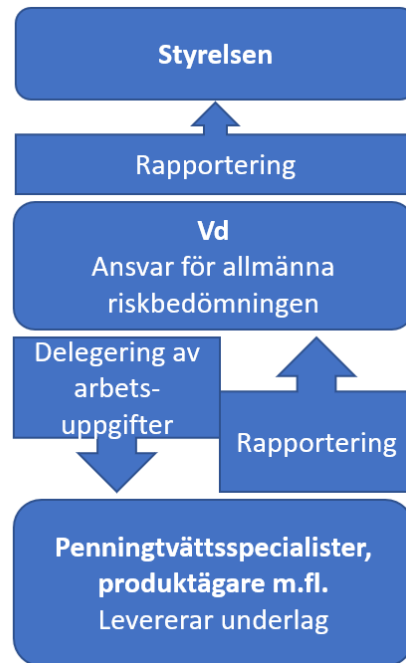 Styrelsen
Rapportering
Vd
Ansvar för allmänna
riskbedömningen
Delegering av
arbets-
uppgifter
Rapportering
Penningtvättsspecialister,
produktägare m.fl.
Levererar underlag